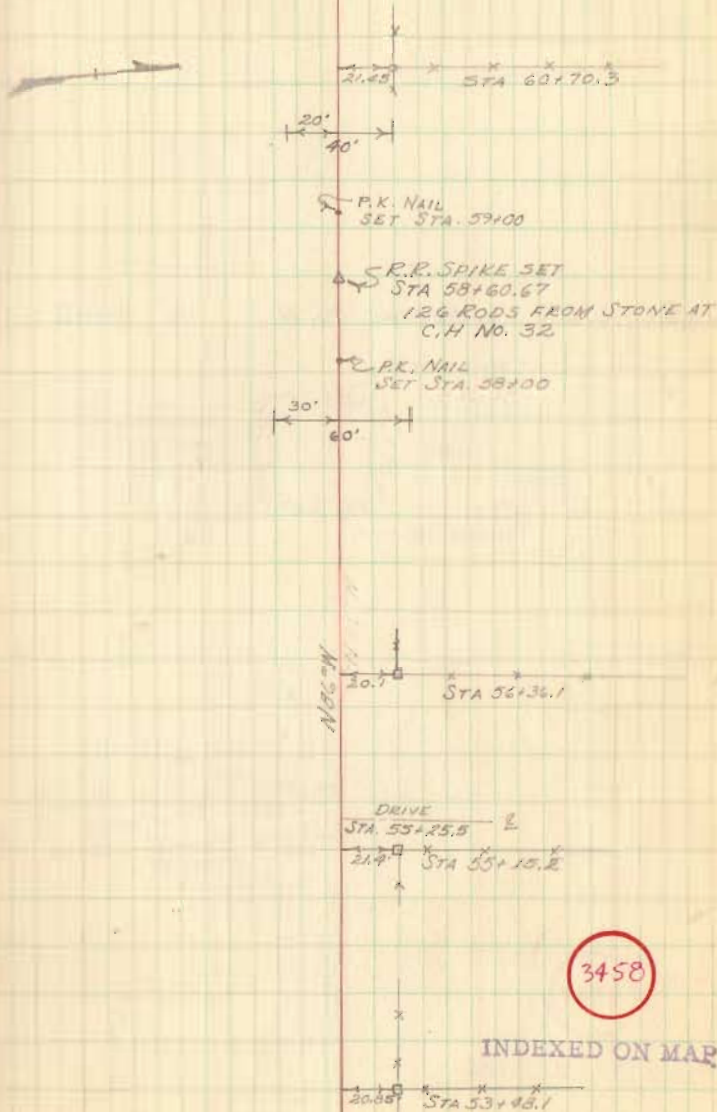 21.45
STA 60+70.3
20'
40'
P.K. NAIL
SET STA. 59+00
R.R. SPIKE SET
STA 58+60.67
126 RODS FROM STONE AT
C.H NO. 32
P.K. NAIL
SET STA. 58+00
30'
60'
N86°W
20.1
STA 56+36.1
DRIVE
STA. 55+25.5
21.4'
STA 55+15.2
3458
INDEXED ON MAP
20.85'
STA 53+48.1